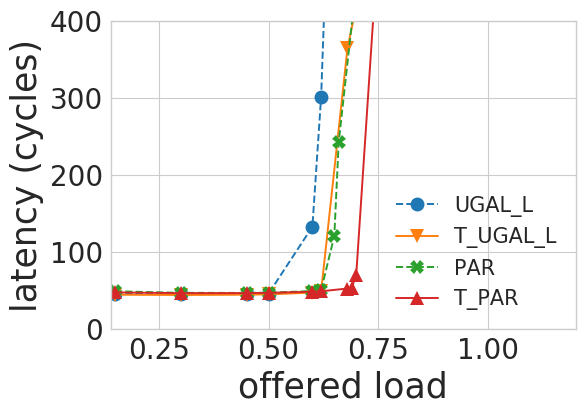 latency (cycles)
400
300
200
100
0
0.25 0.50 0.75 1.00
offered load
UGAL_L
T_UGAL_L
PAR
T_PAR